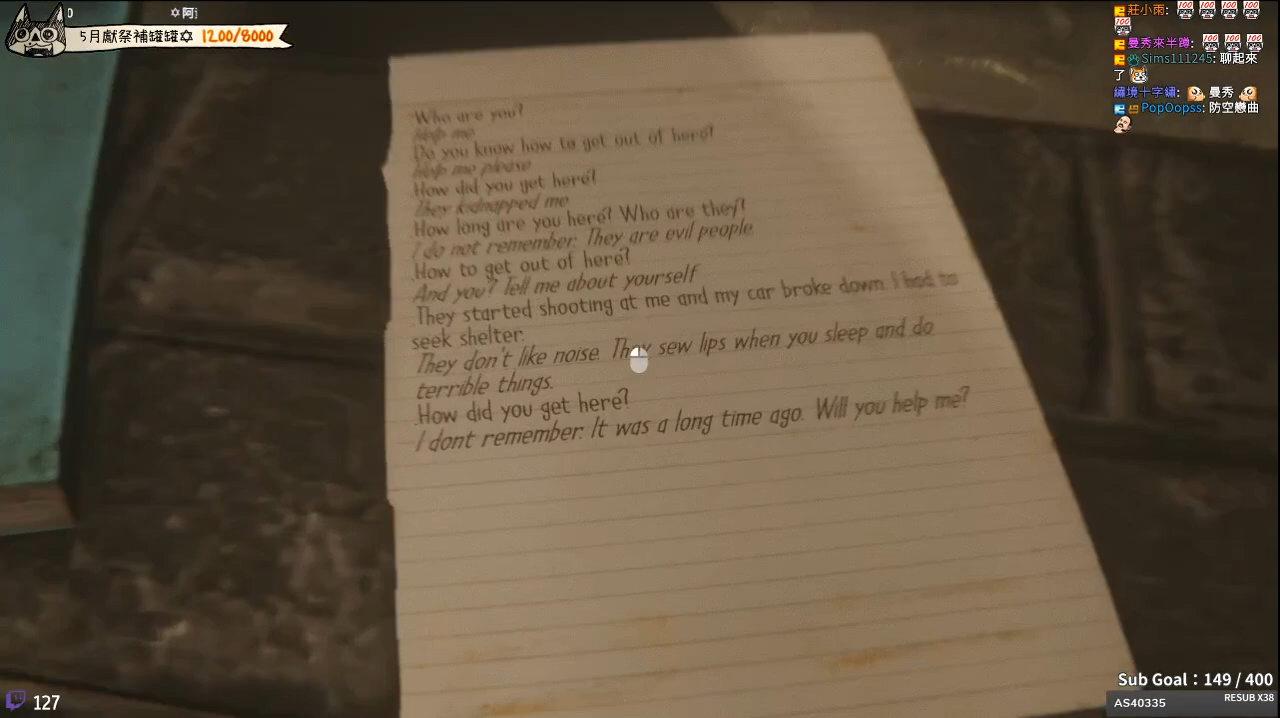 5月獻祭補罐罐✡ 1200/8000
莊小雨:
曼秀來半蹲:
Sims111245: 聊起來
了
繡境十字繡: 曼秀
PopOopss: 防空戀曲
Who are you?
Help me
Do you know how to get out of here?
Help me please
How did you get here?
They kidnapped me
How long are you here? Who are they?
I do not remember. They are evil people
How to get out of here?
And you? Tell me about yourself
They started shooting at me and my car broke down. I had to
seek shelter.
They don't like noise. They sew lips when you sleep and do
terrible things.
How did you get here?
I dont remember. It was a long time ago. Will you help me?
127
Sub Goal：149 / 400
AS40335 RESUB X38